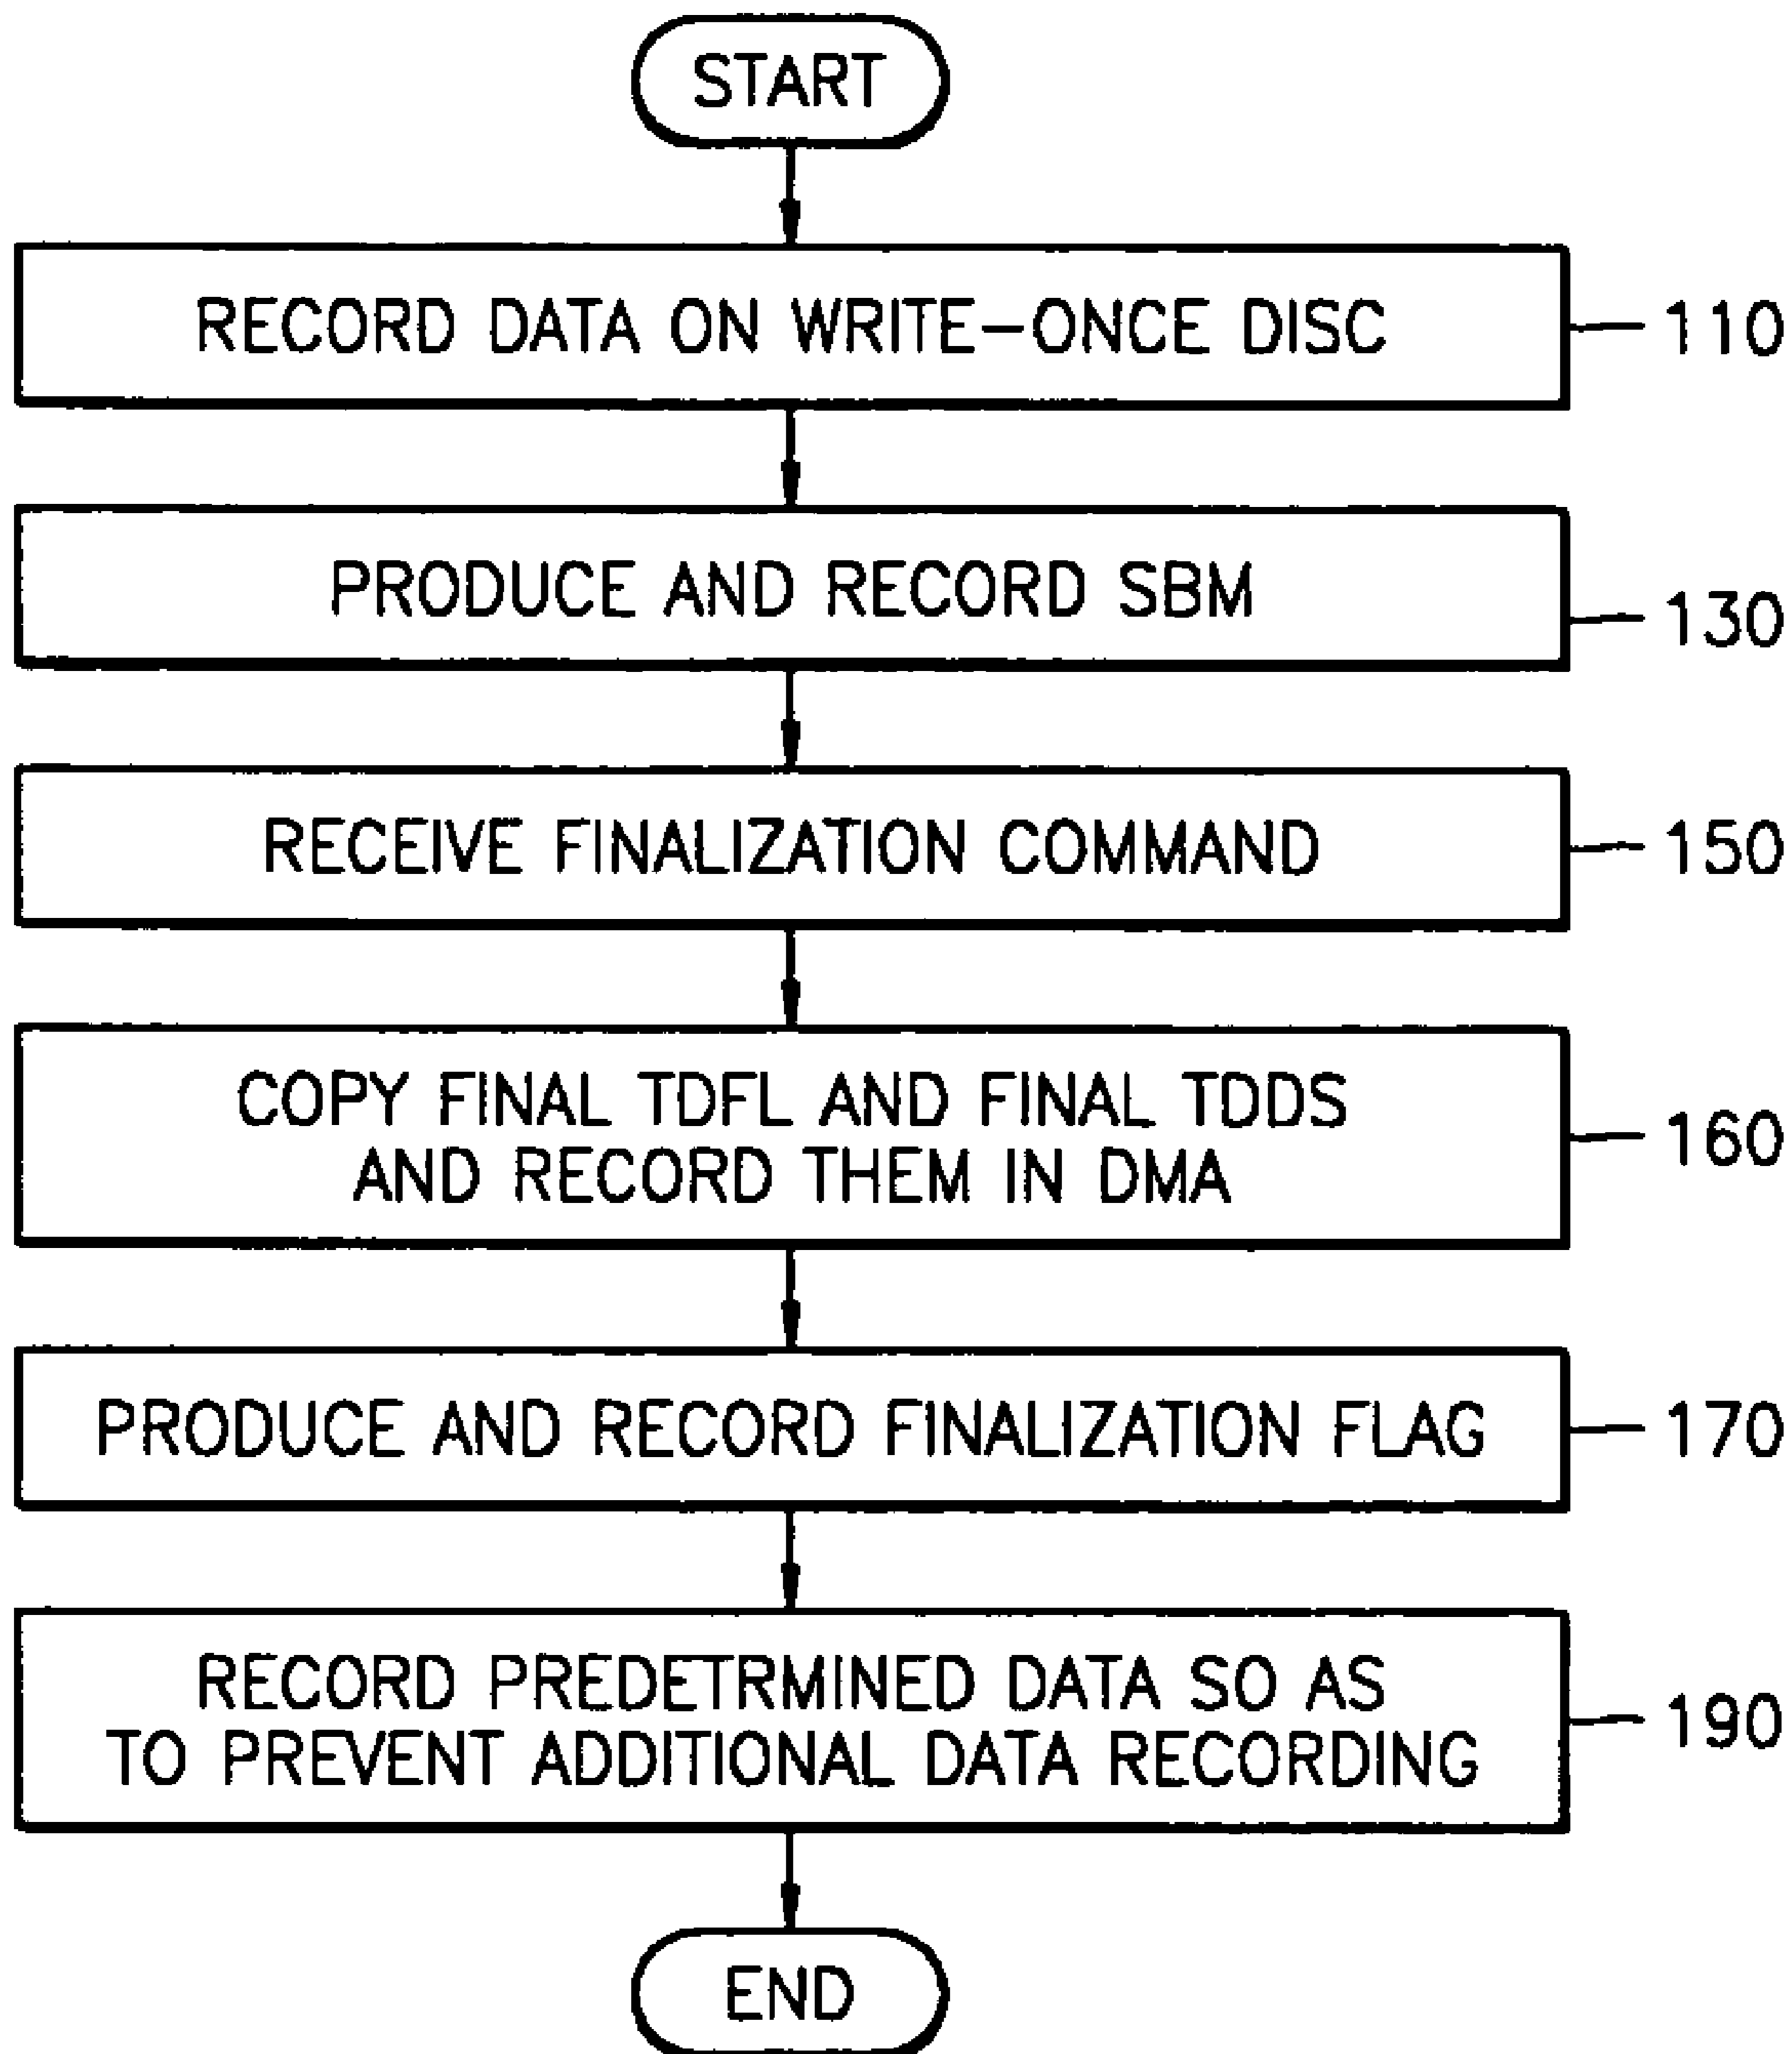 START
RECORD DATA ON WRITE-ONCE DISC
110
PRODUCE AND RECORD SBM
130
RECEIVE FINALIZATION COMMAND
150
COPY FINAL TDFL AND FINAL TDDS
AND RECORD THEM IN DMA
160
PRODUCE AND RECORD FINALIZATION FLAG
170
RECORD PREDETRMINED DATA SO AS
TO PREVENT ADDITIONAL DATA RECORDING
190
END